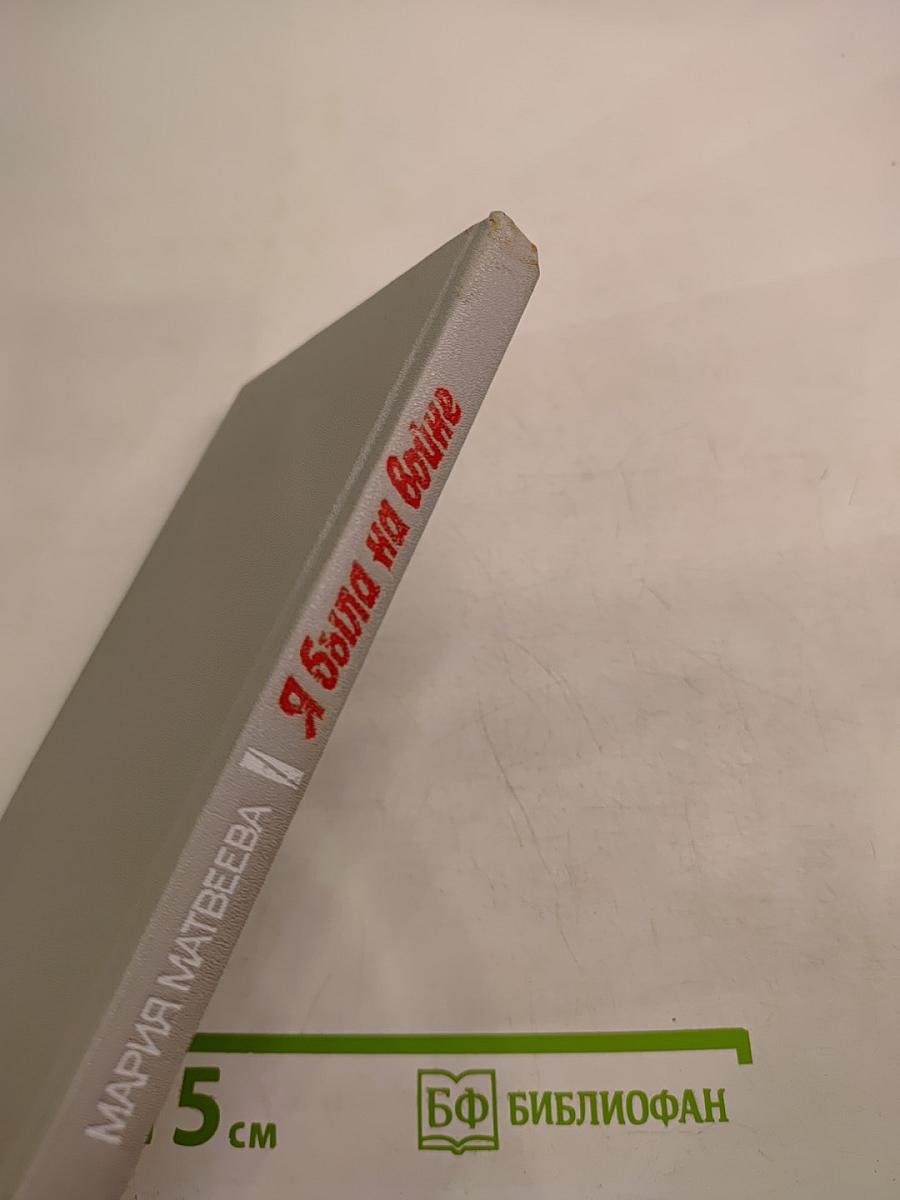 МАРИЯ МАТВЕЕВА Я была на войне
5 см
БФ БИБЛИОФАН